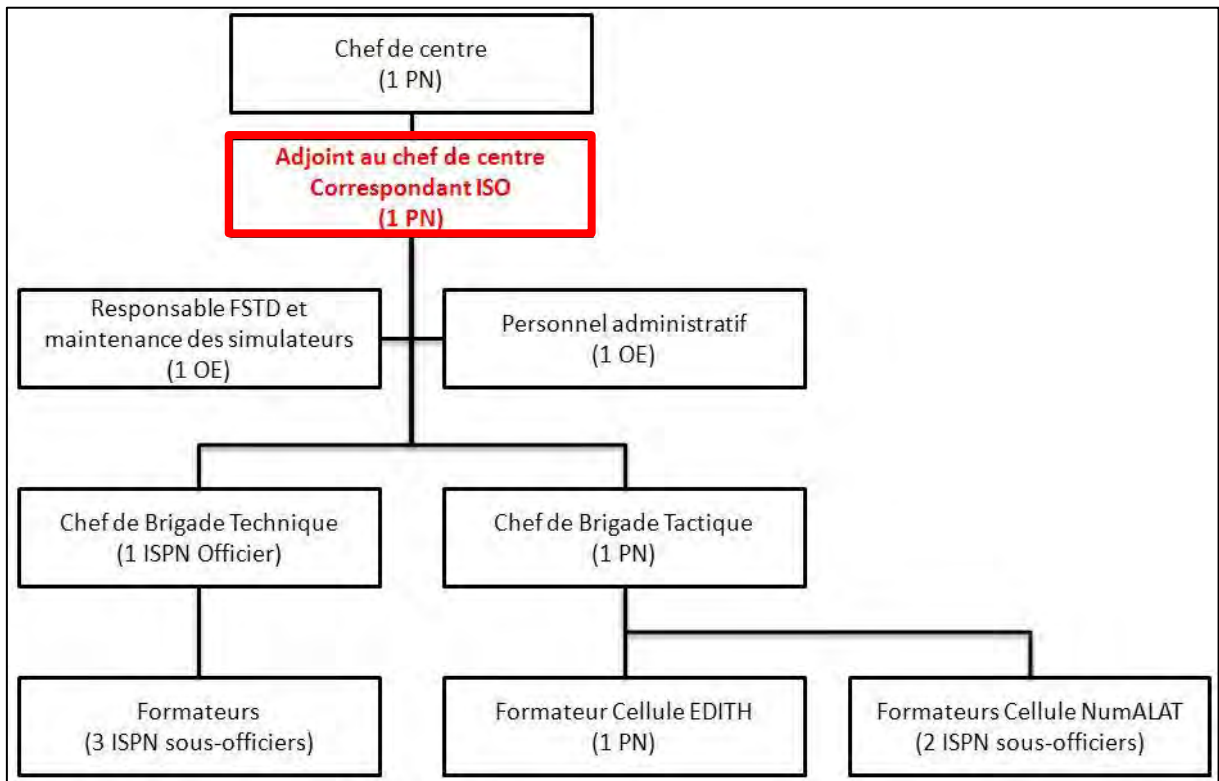 Chef de centre
(1 PN)
Adjoint au chef de centre
Correspondant ISO
(1 PN)
Responsable FSTD et
maintenance des simulateurs
(1 OE)
Personnel administratif
(1 OE)
Chef de Brigade Technique
(1 ISPN Officier)
Chef de Brigade Tactique
(1 PN)
Formateurs
(3 ISPN sous-officiers)
Formateur Cellule EDITH
(1 PN)
Formateurs Cellule NumALAT
(2 ISPN sous-officiers)